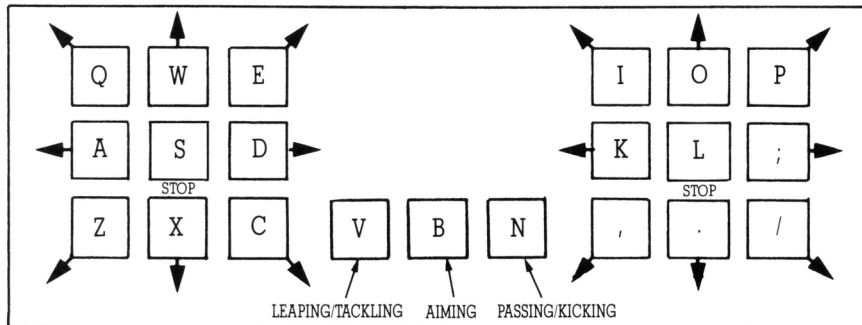 Q W E I O P
A S D K L ;
STOP STOP
Z X C V B N , . /
LEAPING/TACKLING AIMING PASSING/KICKING